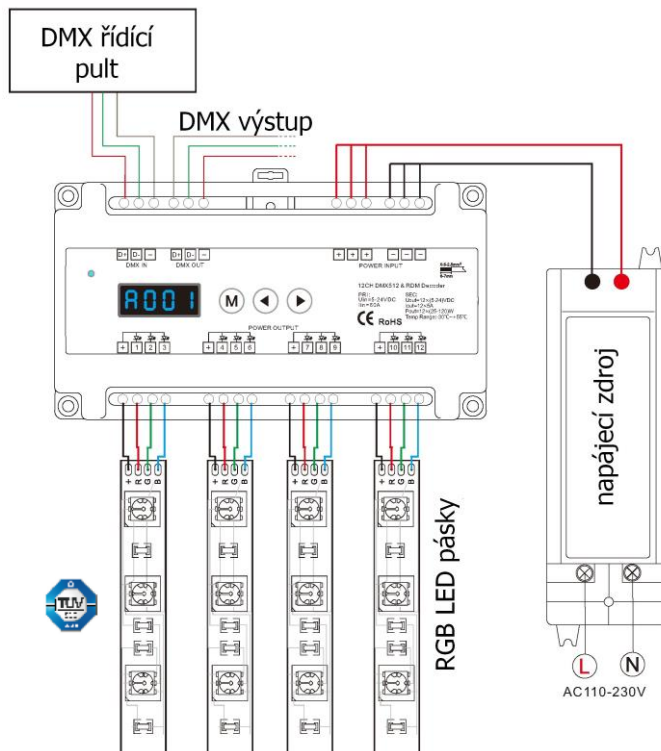 DMX řídící
pult
DMX výstup
D+ D- − D+ D- − + + + − − −
DMX IN DMX OUT POWER INPUT
12CH DMX512 & RDM Decoder
A001
M
CE RoHS
POWER OUTPUT
+ 1 2 3 + 4 5 6 + 7 8 9 + 10 11 12
+ R G B + R G B + R G B + R G B
RGB LED pásky
TÜV
napájecí zdroj
L N
AC110-230V